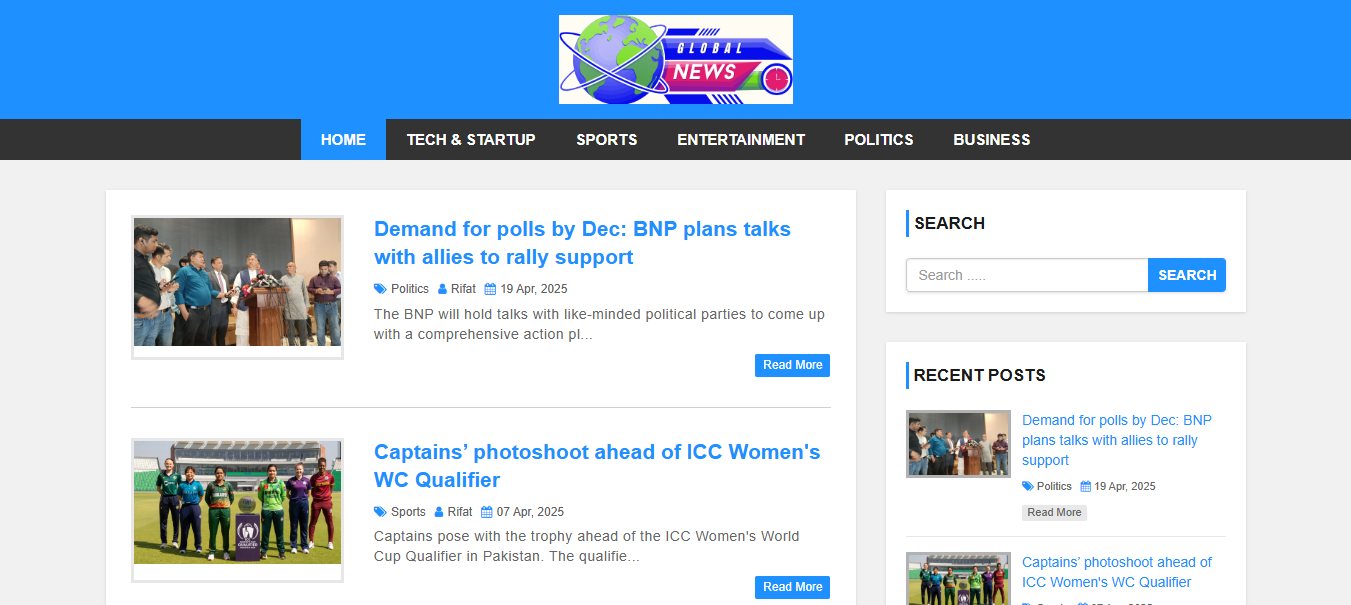 GLOBAL
NEWS
HOME TECH & STARTUP SPORTS ENTERTAINMENT POLITICS BUSINESS
Demand for polls by Dec: BNP plans talks
with allies to rally support
Politics Rifat 19 Apr, 2025
The BNP will hold talks with like-minded political parties to come up
with a comprehensive action pl...
Read More
Captains’ photoshoot ahead of ICC Women's
WC Qualifier
Sports Rifat 07 Apr, 2025
Captains pose with the trophy ahead of the ICC Women's World
Cup Qualifier in Pakistan. The qualifie...
Read More
SEARCH
Search ..... SEARCH
RECENT POSTS
Demand for polls by Dec: BNP
plans talks with allies to rally
support
Politics 19 Apr, 2025
Read More
Captains’ photoshoot ahead of
ICC Women's WC Qualifier